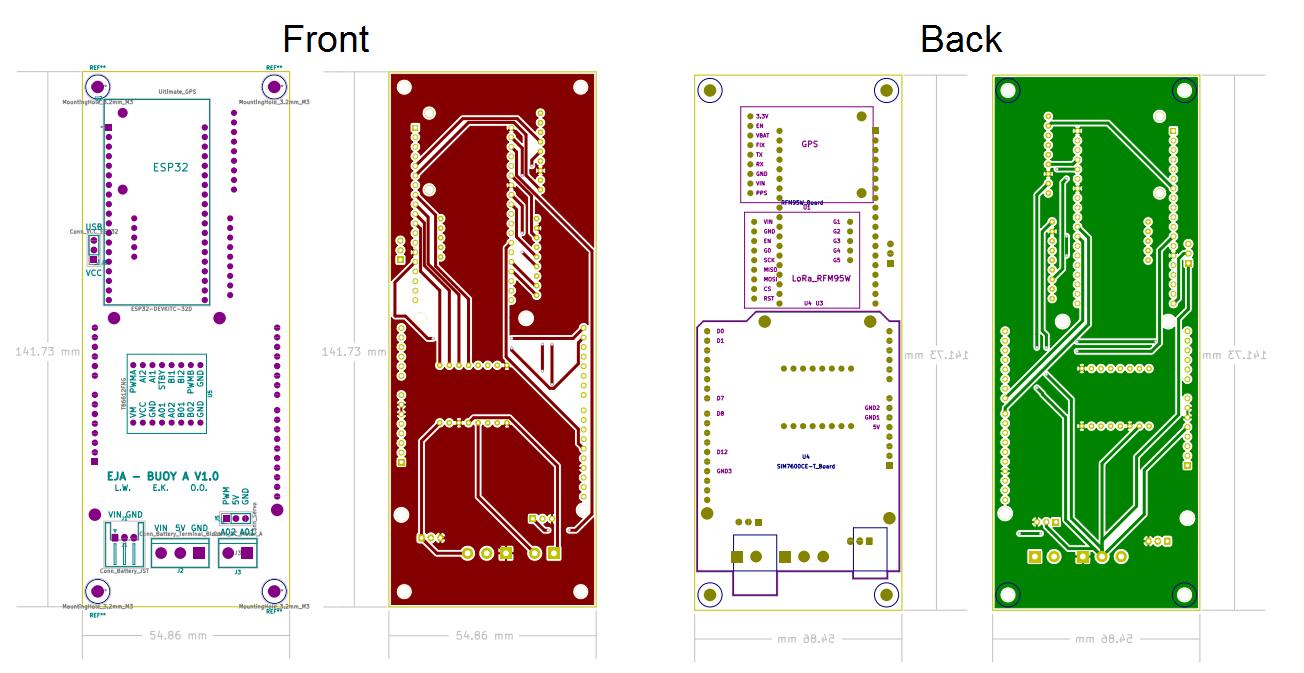 Front
Back
REF**
REF**
Ultimate_GPS
MountingHole_3.2mm_M3
MountingHole_3.2mm_M3
ESP32
USB
VCC
ESP32-DEVKITC-32D
141.73 mm
PWMA
AI2
AI1
STBY
BI1
BI2
PWMB
GND
TB6612FNG
U5
VM
VCC
GND
AO1
AO2
BO1
BO2
GND
EJA - BUOY A V1.0
L.W. E.K. O.O.
PWM
5V
GND
J5
VIN GND
J1
VIN 5V GND
AO2 AO1
Conn_Battery_JST
J2
J3
J3
MountingHole_3.2mm_M3
MountingHole_3.2mm_M3
REF**
REF**
54.86 mm
141.73 mm
54.86 mm
3.3V
EN
VBAT
FIX
TX
RX
GND
VIN
PPS
GPS
RFM95W_Board
U1
VIN
GND
EN
G0
SCK
MISO
MOSI
CS
RST
G1
G2
G3
G4
G5
LoRa_RFM95W
U4 U3
D0
D1
D7
D8
D12
GND3
GND2
GND1
5V
U4
SIM7600CE-T_Board
141.73 mm
54.86 mm
141.73 mm
54.86 mm